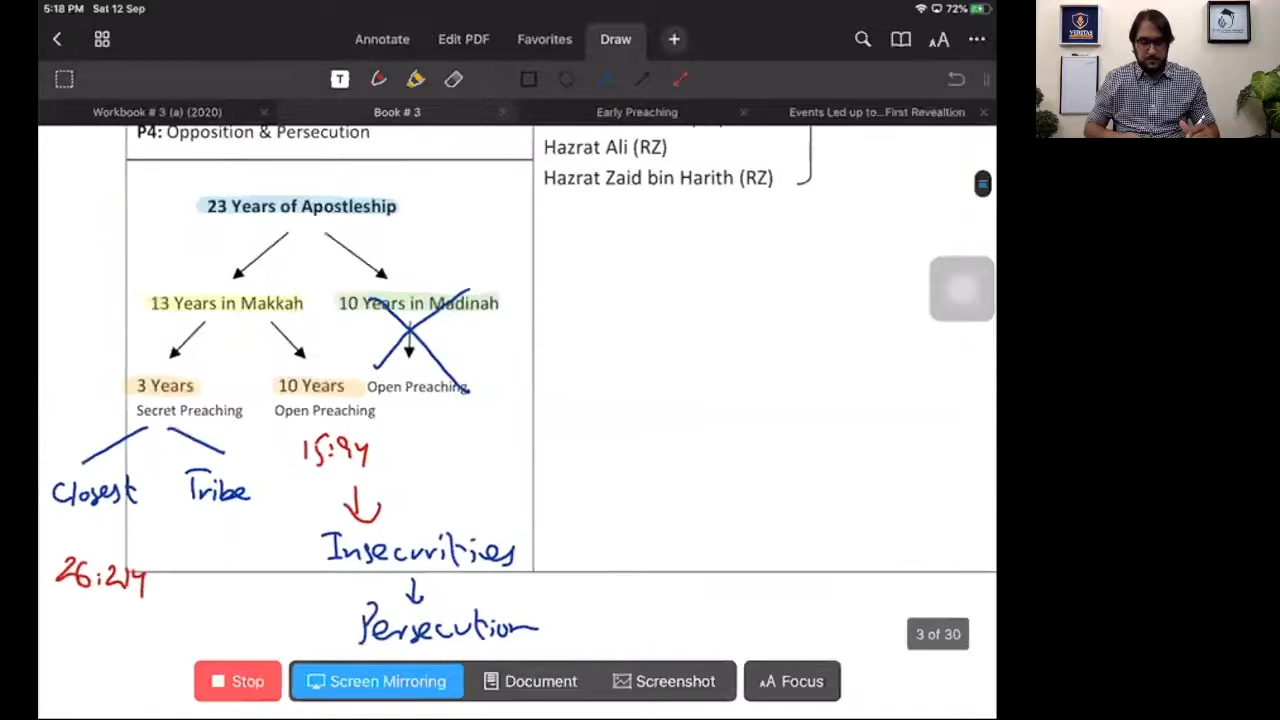 5:18 PM Sat 12 Sep 72%
Annotate Edit PDF Favorites Draw
Workbook # 3 (a) (2020) Book # 3 Early Preaching Events Led up to...First Revealtion
P4: Opposition & Persecution
Hazrat Ali (RZ)
Hazrat Zaid bin Harith (RZ)
23 Years of Apostleship
13 Years in Makkah 10 Years in Madinah
3 Years 10 Years Open Preaching
Secret Preaching Open Preaching
15:94
Closest Tribe
Insecurities
26:214
Persecution
3 of 30
Stop Screen Mirroring Document Screenshot AA Focus
VERITAS